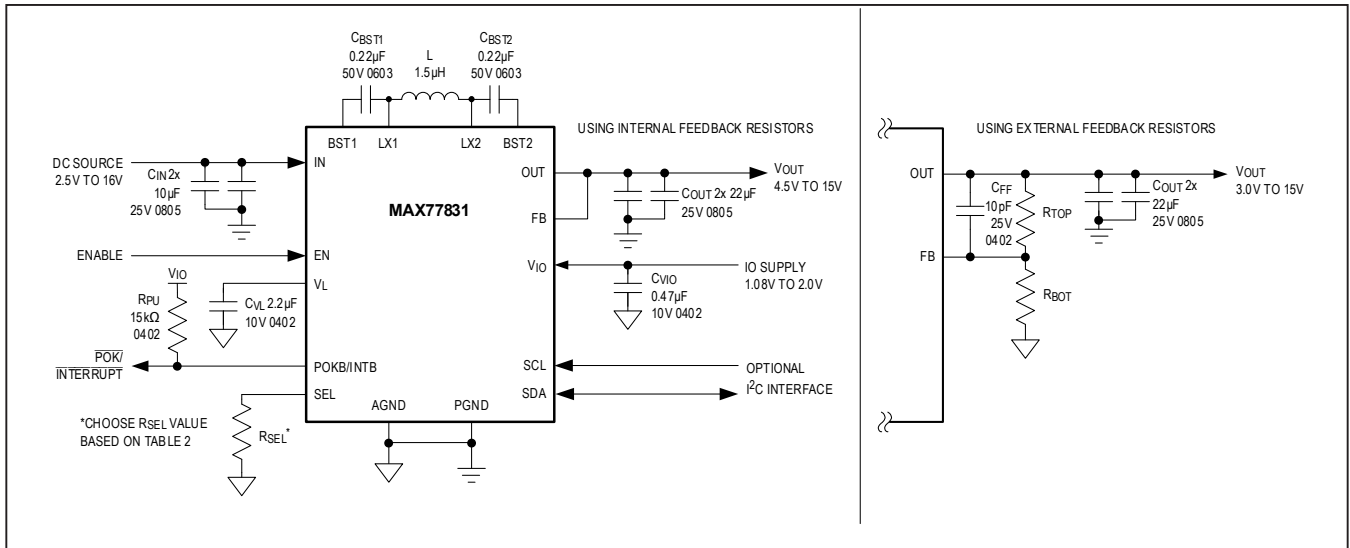 CBST1
0.22µF
50V 0603
L
1.5µH
CBST2
0.22µF
50V 0603
BST1
LX1
LX2
BST2
USING INTERNAL FEEDBACK RESISTORS
DC SOURCE
2.5V TO 16V
CIN 2x
10µF
25V 0805
IN
MAX77831
OUT
FB
COUT 2x 22µF
25V 0805
VOUT
4.5V TO 15V
ENABLE
EN
VIO
IO SUPPLY
1.08V TO 2.0V
CVIO
0.47µF
10V 0402
VL
CVL 2.2µF
10V 0402
VIO
RPU
15kΩ
0402
POK/
INTERRUPT
POKB/INTB
SCL
SDA
OPTIONAL
I²C INTERFACE
SEL
*CHOOSE RSEL VALUE
BASED ON TABLE 2
RSEL*
AGND
PGND
USING EXTERNAL FEEDBACK RESISTORS
OUT
CFF
10pF
25V
0402
RTOP
COUT 2x
22µF
25V 0805
VOUT
3.0V TO 15V
FB
RBOT